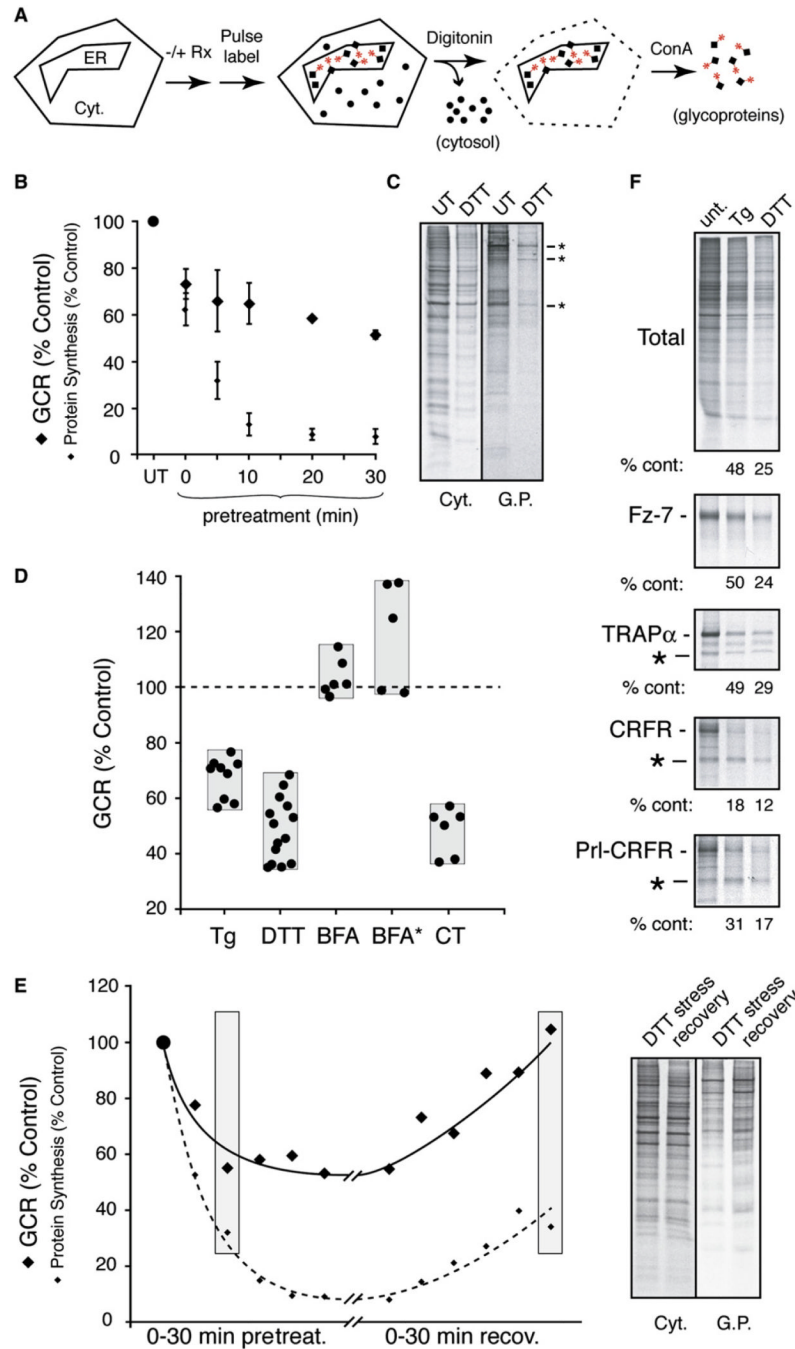 A
ER
Cyt.
-/+ Rx
Pulse
label
Digitonin
(cytosol)
ConA
(glycoproteins)
B
◆ GCR (% Control)
◆ Protein Synthesis (% Control)
100
80
60
40
20
0
UT 0 10 20 30
pretreatment (min)
C
UT DTT UT DTT
*
*
*
Cyt. G.P.
D
GCR (% Control)
140
120
100
80
60
40
20
Tg DTT BFA BFA* CT
E
◆ GCR (% Control)
◆ Protein Synthesis (% Control)
120
100
80
60
40
20
0
0-30 min pretreat. 0-30 min recov.
DTT stress
recovery
DTT stress
recovery
Cyt. G.P.
F
unt. Tg DTT
Total
% cont: 48 25
Fz-7 -
% cont: 50 24
TRAPα -
* –
% cont: 49 29
CRFR -
* –
% cont: 18 12
Prl-CRFR -
* –
% cont: 31 17